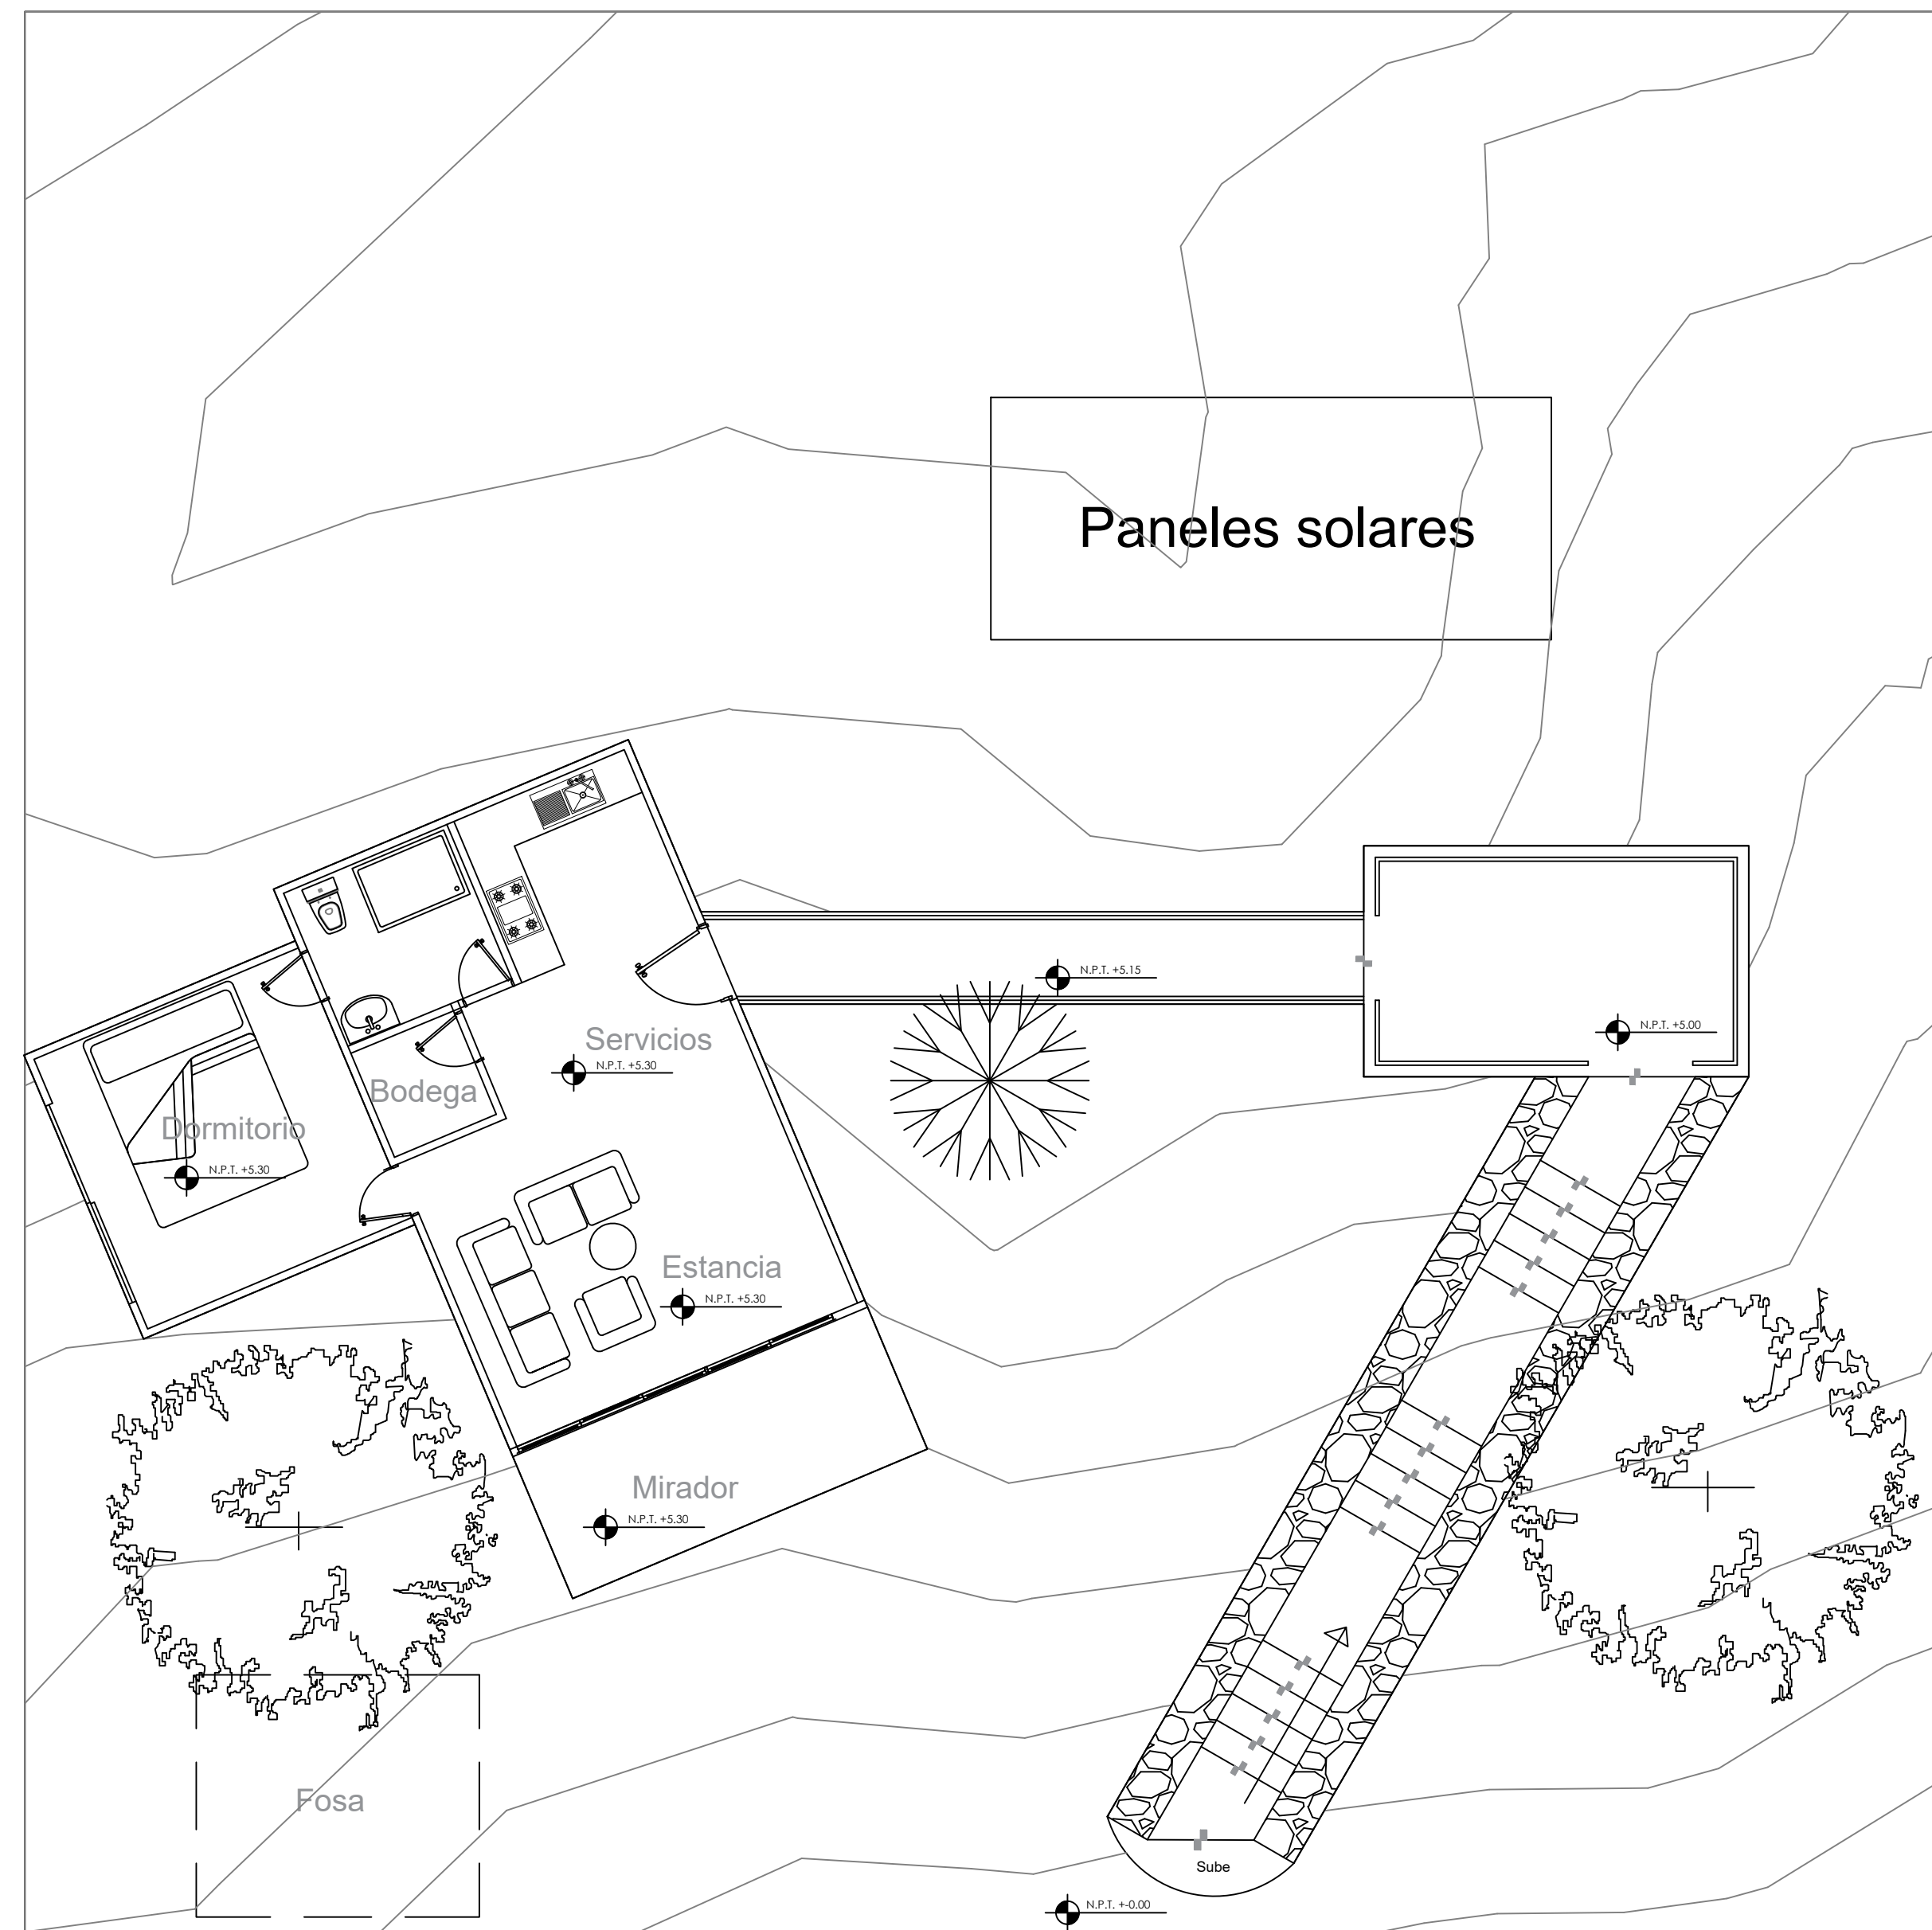 Paneles solares
N.P.T. +5.15
N.P.T. +5.00
Servicios
N.P.T. +5.30
Bodega
Dormitorio
N.P.T. +5.30
Estancia
N.P.T. +5.30
Mirador
N.P.T. +5.30
Fosa
Sube
N.P.T. +-0.00